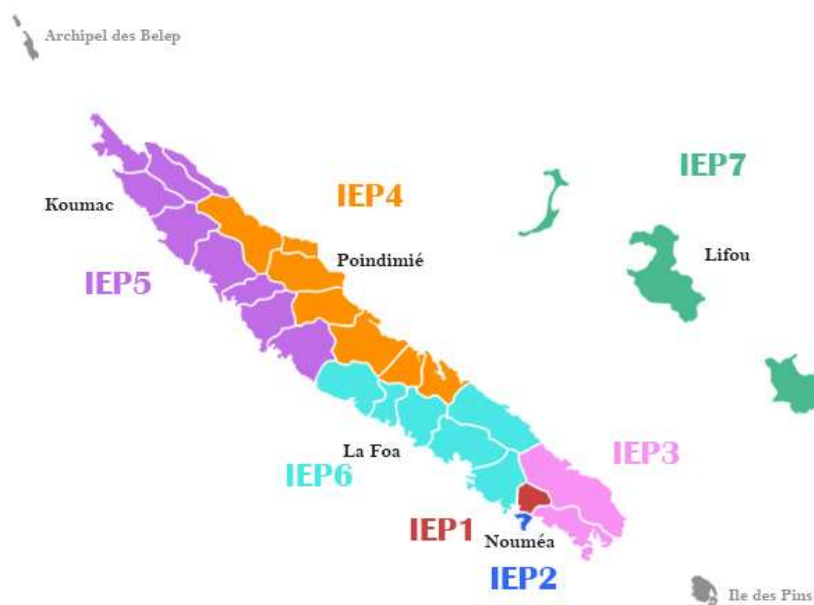 Archipel des Belep
IEP7
IEP4
Koumac
Poindimié
Lifou
IEP5
La Foa
IEP3
IEP6
IEP1
Nouméa
IEP2
Ile des Pins